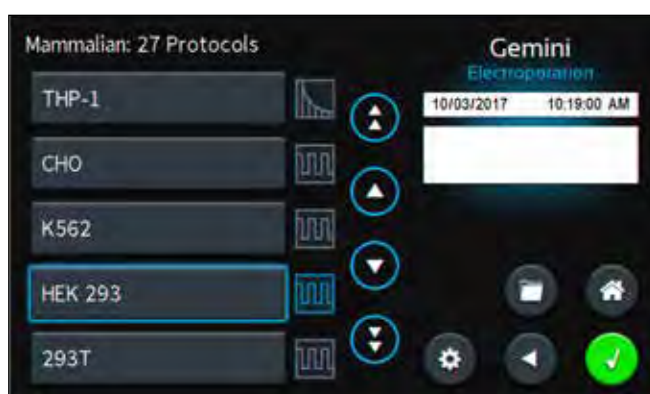 Mammalian: 27 Protocols
THP-1
CHO
K562
HEK 293
293T
Gemini
Electroporation
10/03/2017 10:19:00 AM